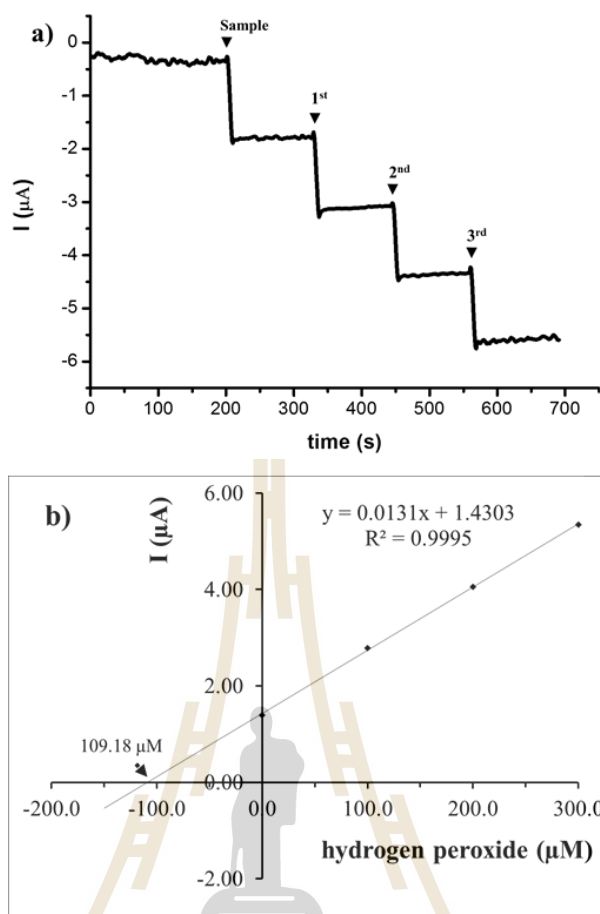 a)
Sample
1st
2nd
3rd
I (μA)
0
-1
-2
-3
-4
-5
-6
0 100 200 300 400 500 600 700
time (s)
b)
I (μA)
y = 0.0131x + 1.4303
R² = 0.9995
6.00
4.00
2.00
0.00
-2.00
109.18 μM
-200.0 -100.0 0.0 100.0 200.0 300.0
hydrogen peroxide (μM)